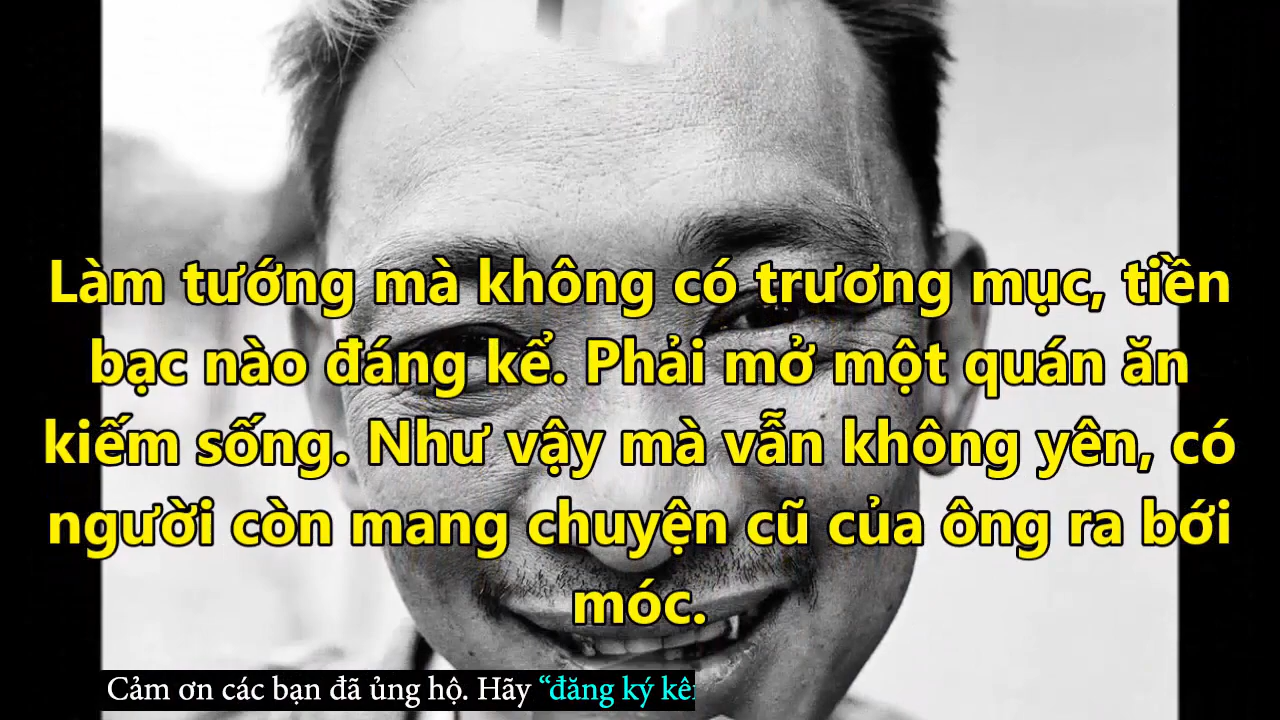 Làm tướng mà không có trương mục, tiền
bạc nào đáng kể. Phải mở một quán ăn
kiếm sống. Như vậy mà vẫn không yên, có
người còn mang chuyện cũ của ông ra bới
móc.
Cảm ơn các bạn đã ủng hộ. Hãy “đăng ký